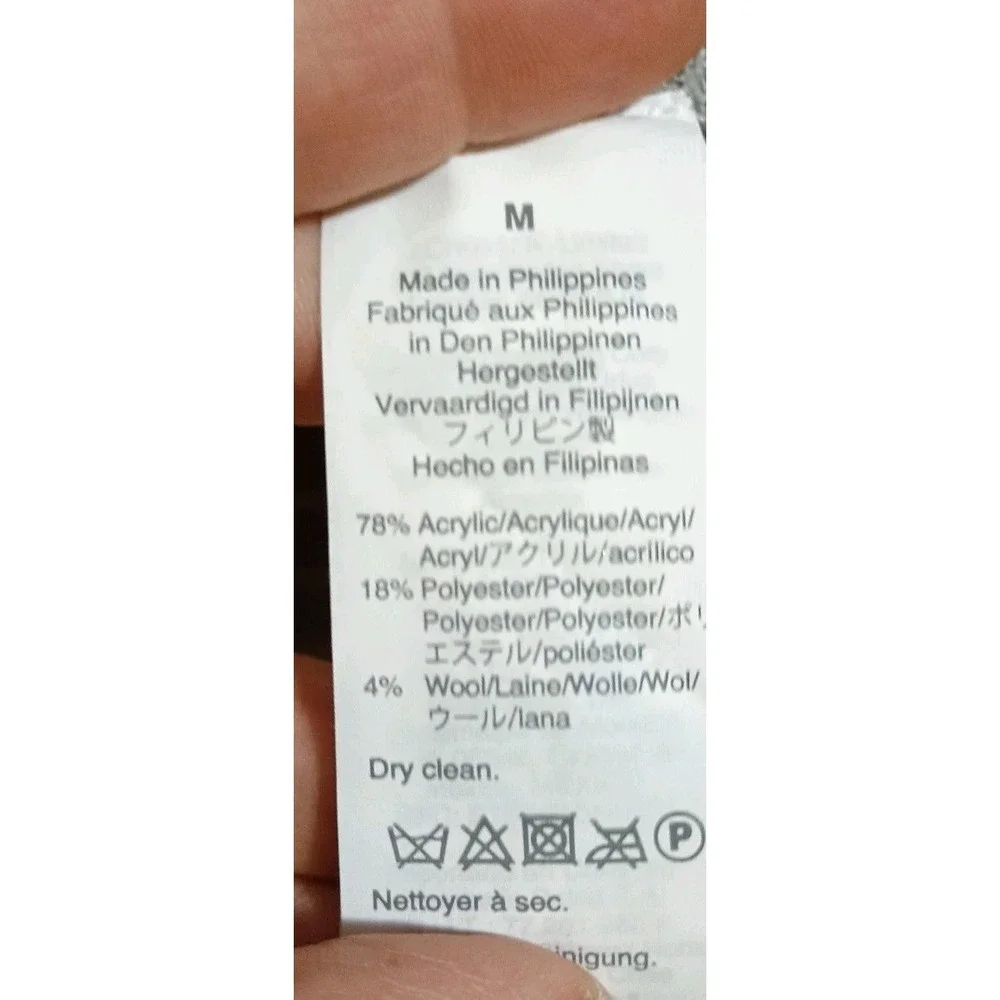 M
Made in Philippines
Fabriqué aux Philippines
in Den Philippinen
Hergestellt
Vervaardigd in Filipijnen
フィリピン製
Hecho en Filipinas
78% Acrylic/Acrylique/Acryl/
Acryl/アクリル/acrilico
18% Polyester/Polyester/
Polyester/Polyester/ポリ
エステル/poliéster
4% Wool/Laine/Wolle/Wol/
ウール/lana
Dry clean.
P
Nettoyer à sec.
inigung.